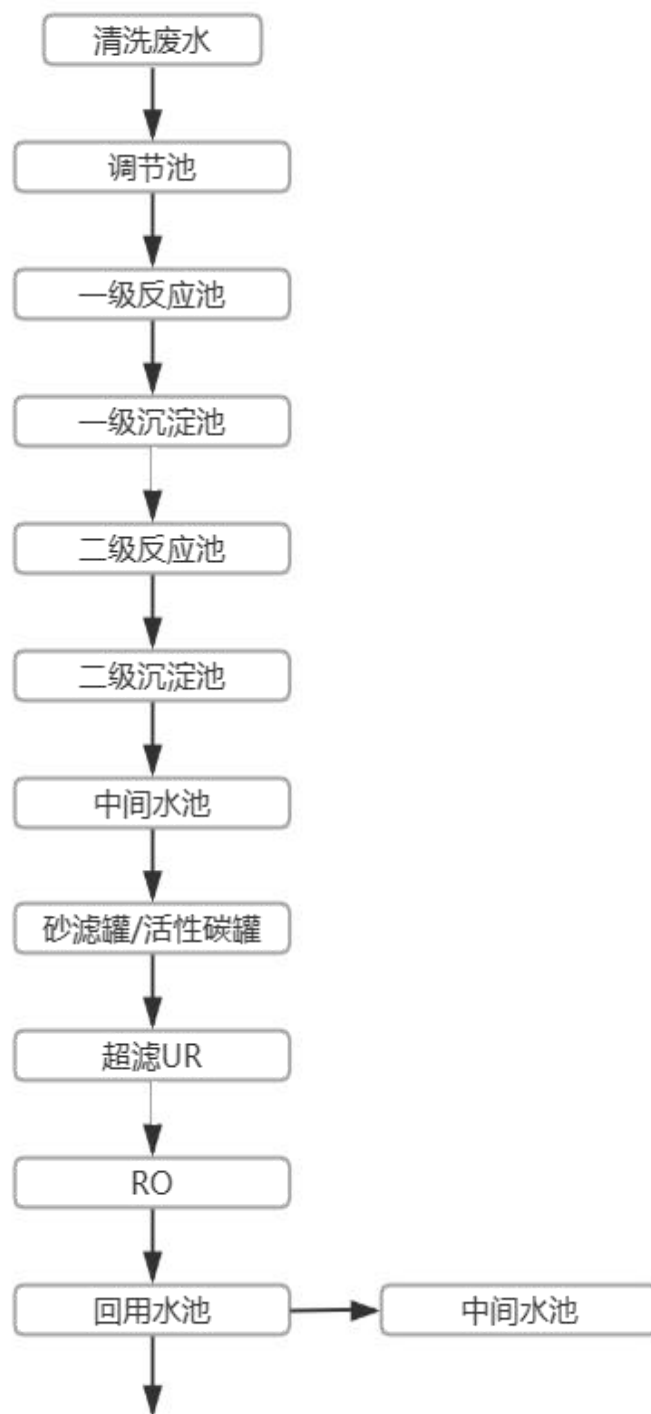 清洗废水
调节池
一级反应池
一级沉淀池
二级反应池
二级沉淀池
中间水池
砂滤罐/活性碳罐
超滤UR
RO
回用水池
中间水池